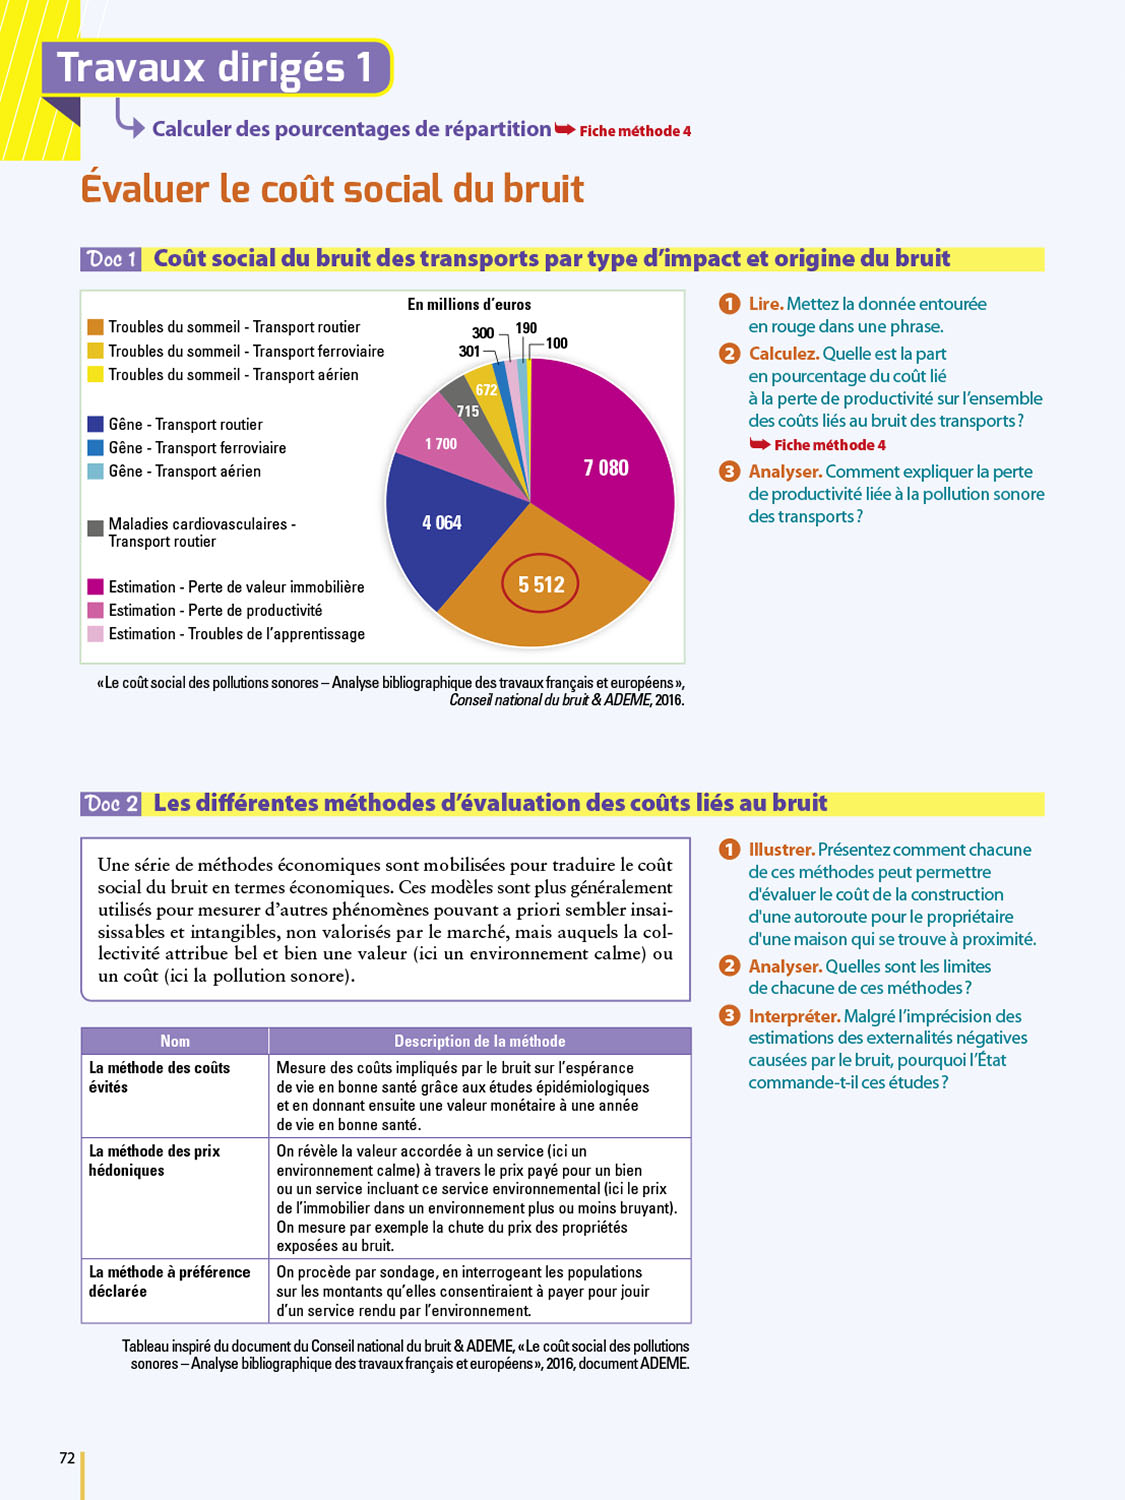 Travaux dirigés 1
Calculer des pourcentages de répartition ➥ Fiche méthode 4
Évaluer le coût social du bruit
Doc 1 Coût social du bruit des transports par type d’impact et origine du bruit
En millions d’euros
Troubles du sommeil - Transport routier
Troubles du sommeil - Transport ferroviaire
Troubles du sommeil - Transport aérien
Gêne - Transport routier
Gêne - Transport ferroviaire
Gêne - Transport aérien
Maladies cardiovasculaires -
Transport routier
Estimation - Perte de valeur immobilière
Estimation - Perte de productivité
Estimation - Troubles de l’apprentissage
300
190
301
100
672
715
1 700
7 080
4 064
5 512
« Le coût social des pollutions sonores – Analyse bibliographique des travaux français et européens »,
Conseil national du bruit & ADEME, 2016.
1 Lire. Mettez la donnée entourée
en rouge dans une phrase.
2 Calculez. Quelle est la part
en pourcentage du coût lié
à la perte de productivité sur l’ensemble
des coûts liés au bruit des transports ?
➥ Fiche méthode 4
3 Analyser. Comment expliquer la perte
de productivité liée à la pollution sonore
des transports ?
Doc 2 Les différentes méthodes d’évaluation des coûts liés au bruit
Une série de méthodes économiques sont mobilisées pour traduire le coût
social du bruit en termes économiques. Ces modèles sont plus généralement
utilisés pour mesurer d’autres phénomènes pouvant a priori sembler insai-
sissables et intangibles, non valorisés par le marché, mais auquels la col-
lectivité attribue bel et bien une valeur (ici un environnement calme) ou
un coût (ici la pollution sonore).
Nom
Description de la méthode
La méthode des coûts
évités
Mesure des coûts impliqués par le bruit sur l’espérance
de vie en bonne santé grâce aux études épidémiologiques
et en donnant ensuite une valeur monétaire à une année
de vie en bonne santé.
La méthode des prix
hédoniques
On révèle la valeur accordée à un service (ici un
environnement calme) à travers le prix payé pour un bien
ou un service incluant ce service environnemental (ici le prix
de l’immobilier dans un environnement plus ou moins bruyant).
On mesure par exemple la chute du prix des propriétés
exposées au bruit.
La méthode à préférence
déclarée
On procède par sondage, en interrogeant les populations
sur les montants qu’elles consentiraient à payer pour jouir
d’un service rendu par l’environnement.
Tableau inspiré du document du Conseil national du bruit & ADEME, « Le coût social des pollutions
sonores – Analyse bibliographique des travaux français et européens », 2016, document ADEME.
1 Illustrer. Présentez comment chacune
de ces méthodes peut permettre
d'évaluer le coût de la construction
d'une autoroute pour le propriétaire
d'une maison qui se trouve à proximité.
2 Analyser. Quelles sont les limites
de chacune de ces méthodes ?
3 Interpréter. Malgré l’imprécision des
estimations des externalités négatives
causées par le bruit, pourquoi l’État
commande-t-il ces études ?
72